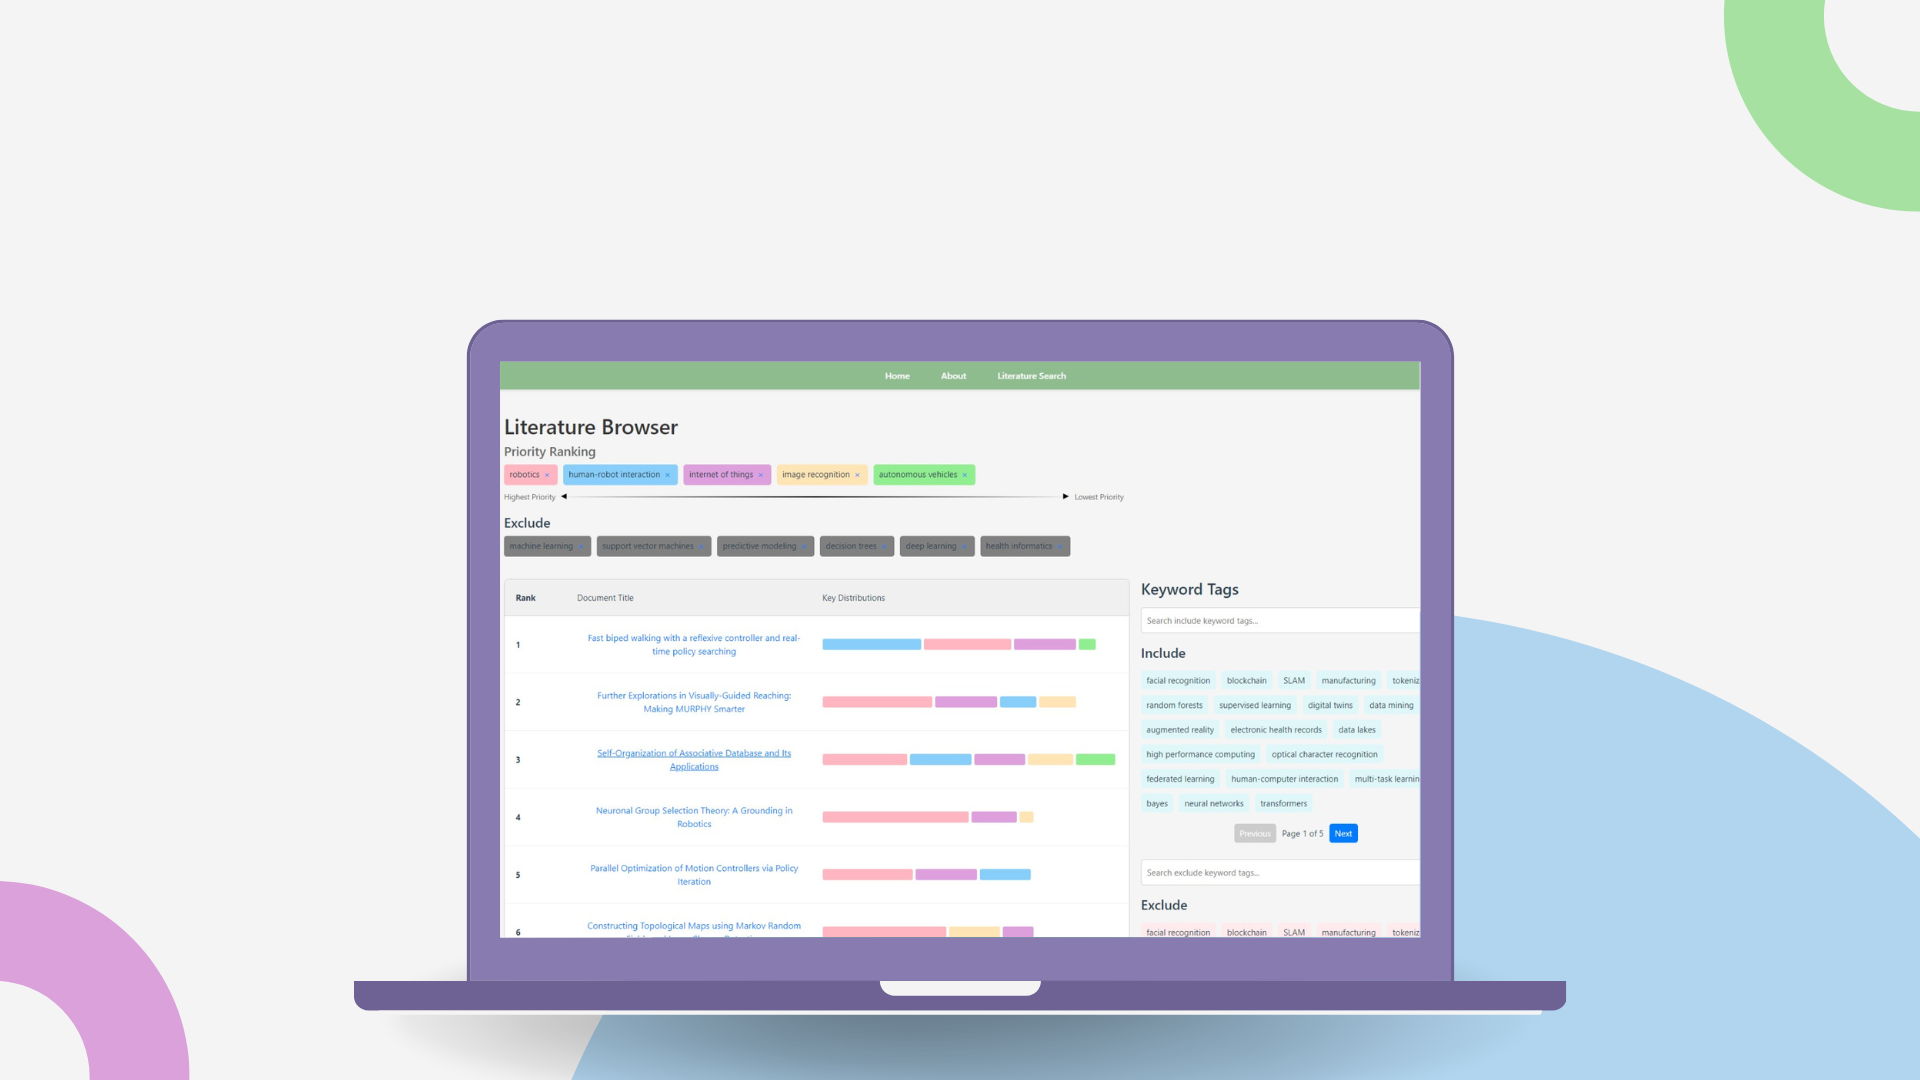 Home About Literature Search
Literature Browser
Priority Ranking
robotics × human-robot interaction × internet of things × image recognition × autonomous vehicles ×
Highest Priority Lowest Priority
Exclude
machine learning × support vector machines × predictive modeling × decision trees × deep learning × health informatics ×
Rank Document Title Key Distributions
1 Fast biped walking with a reflexive controller and real-
time policy searching
2 Further Explorations in Visually-Guided Reaching:
Making MURPHY Smarter
3 Self-Organization of Associative Database and Its
Applications
4 Neuronal Group Selection Theory: A Grounding in
Robotics
5 Parallel Optimization of Motion Controllers via Policy
Iteration
6 Constructing Topological Maps using Markov Random
Keyword Tags
Search include keyword tags...
Include
facial recognition blockchain SLAM manufacturing tokeniz
random forests supervised learning digital twins data mining
augmented reality electronic health records data lakes
high performance computing optical character recognition
federated learning human-computer interaction multi-task learnin
bayes neural networks transformers
Previous Page 1 of 5 Next
Search exclude keyword tags...
Exclude
facial recognition blockchain SLAM manufacturing tokeniz